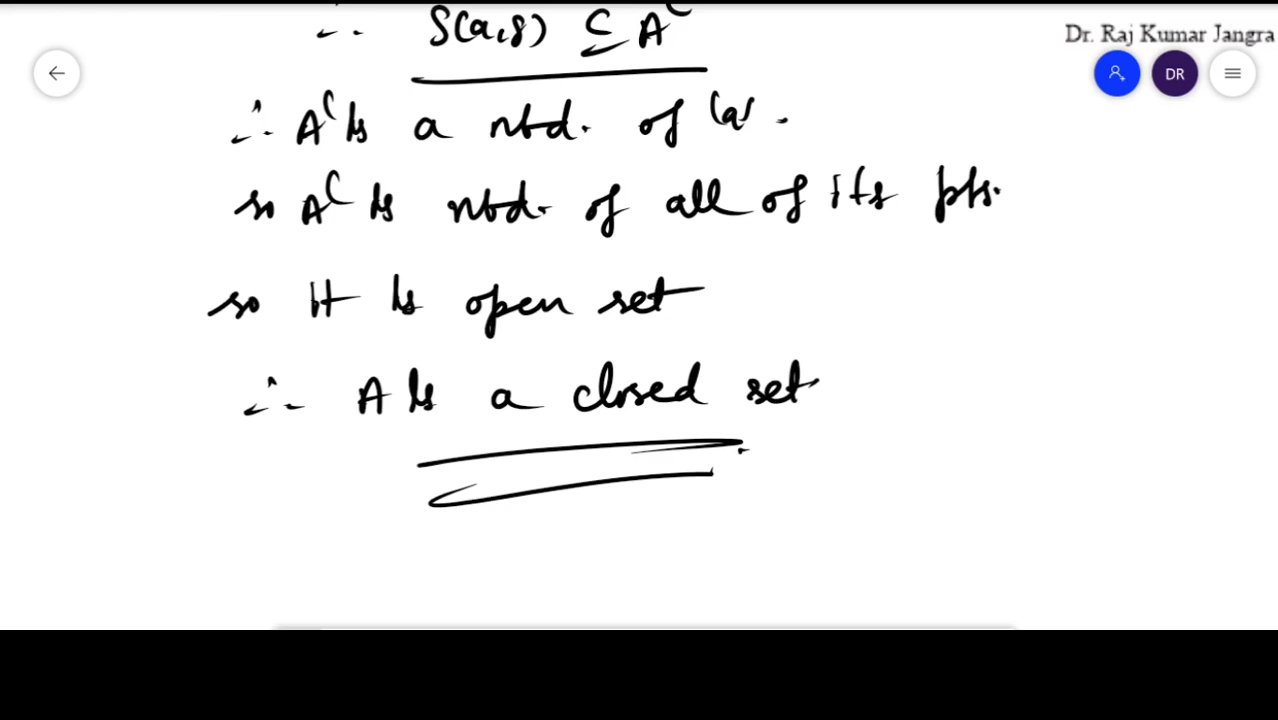 ∴ S(a,δ) ⊆ A^c
Dr. Raj Kumar Jangra
DR
∴ A^c is a nbd. of 'a'.
so A^c is nbd. of all of its pts.
so it is open set
∴ A is a closed set